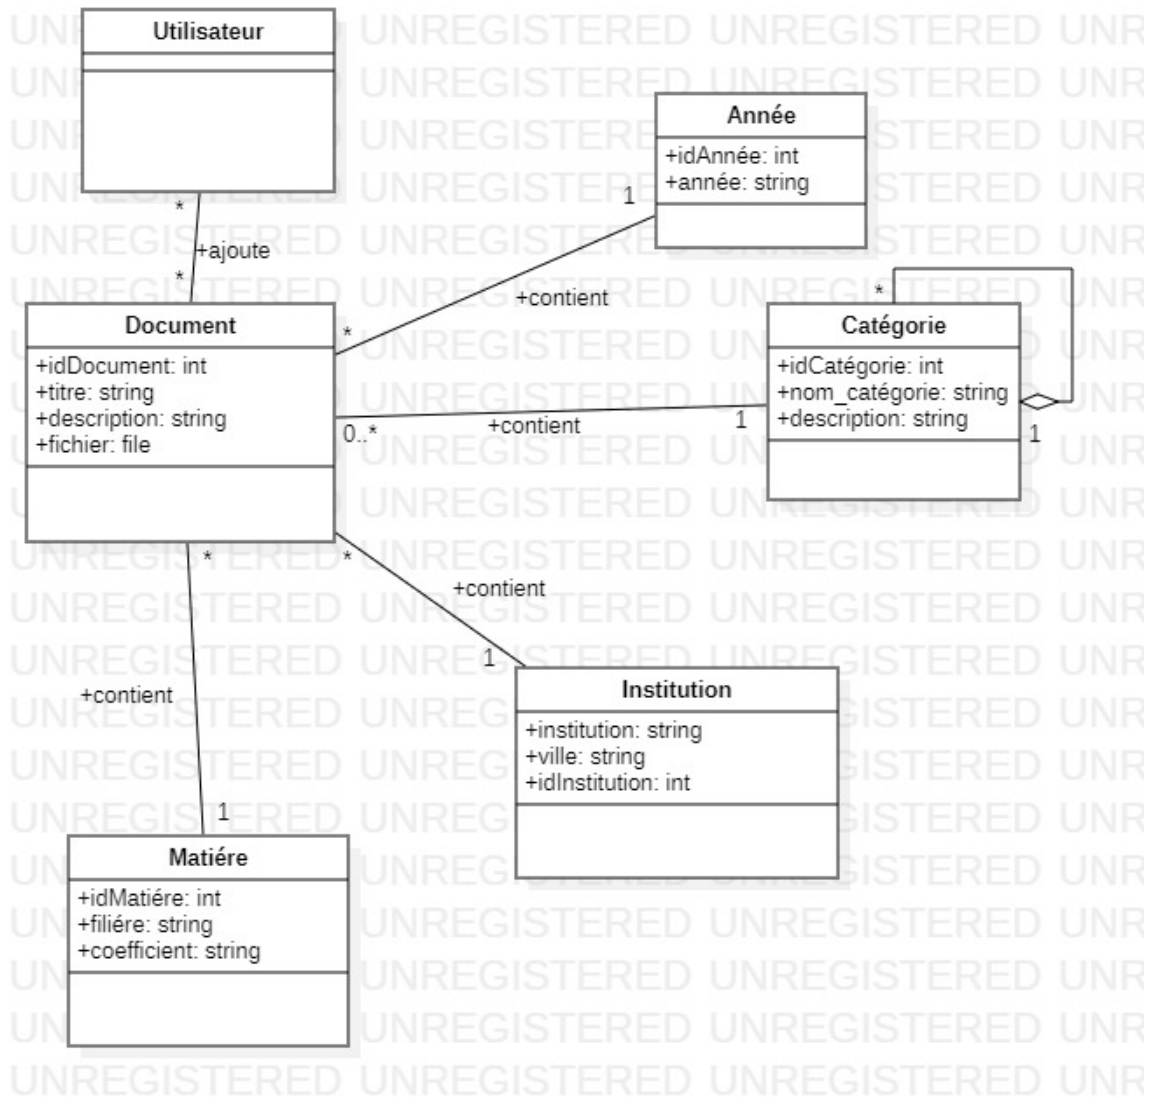 Utilisateur
*
+ajoute
*
Année
+idAnnée: int
+année: string
1
+contient
*
Document
+idDocument: int
+titre: string
+description: string
+fichier: file
*
Catégorie
+idCatégorie: int
+nom_catégorie: string
+description: string
1
0..*
+contient
1
*
*
+contient
1
Institution
+institution: string
+ville: string
+idInstitution: int
+contient
1
Matiére
+idMatiére: int
+filiére: string
+coefficient: string
UNREGISTERED